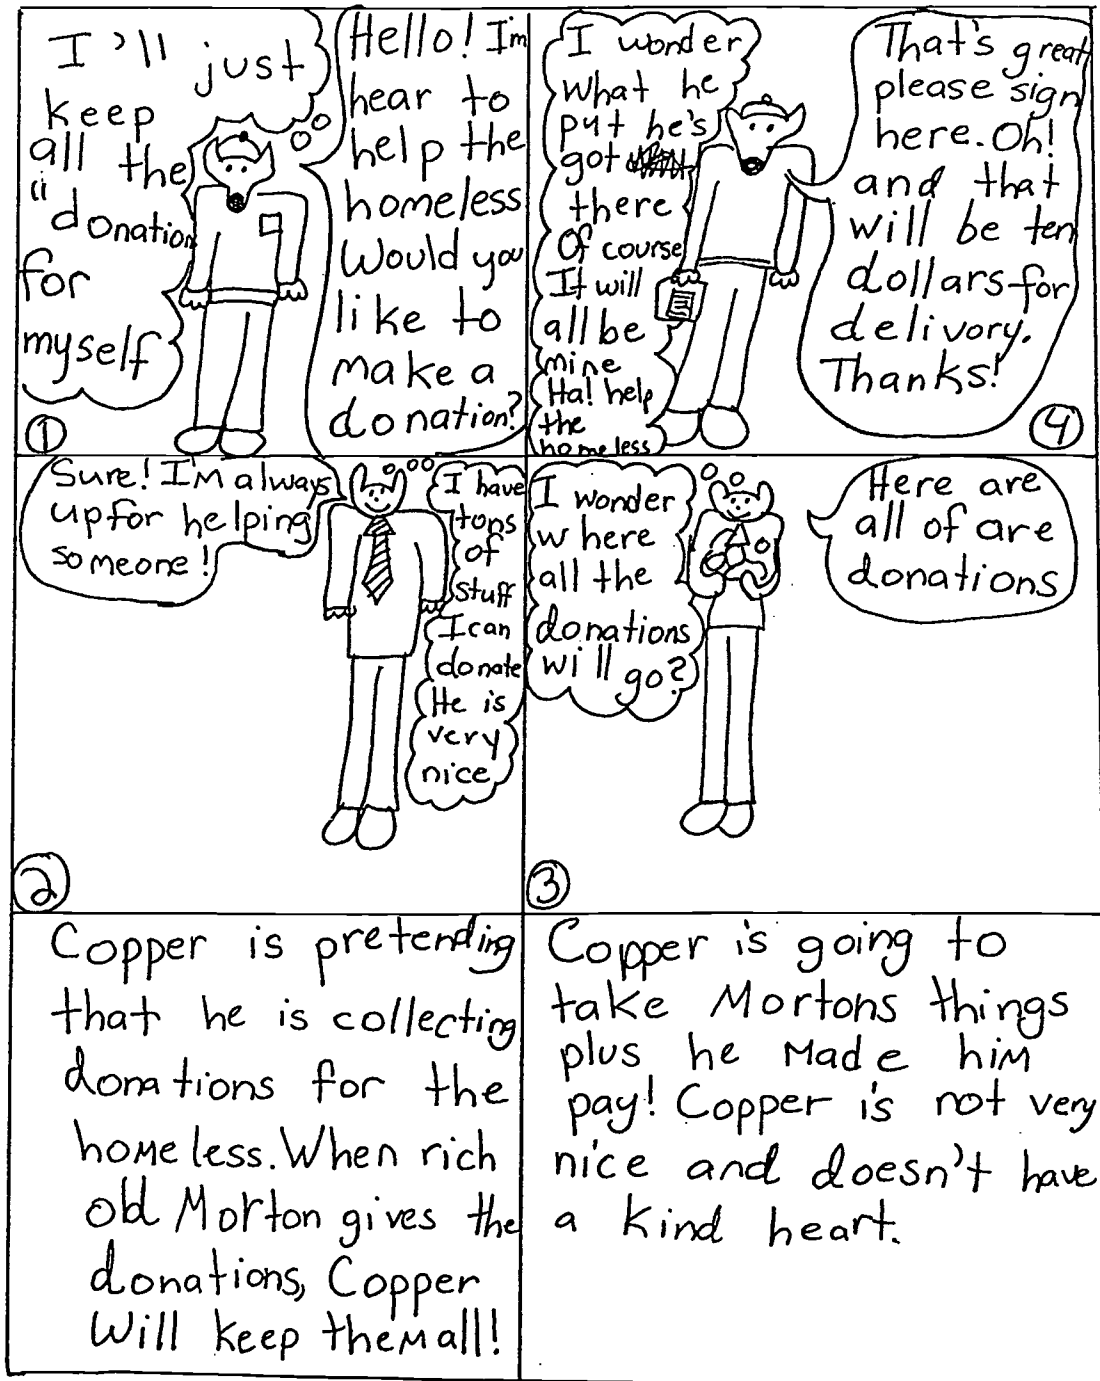 I'll just
keep
all the
"donation
for
myself
Hello! I'm
hear to
help the
homeless
Would you
like to
make a
donation?
1
I wonder
what he
put he's
got
there
Of course
It will
all be
mine
Ha! help
the
homeless
That's great
please sign
here. Oh!
and that
will be ten
dollars for
delivory.
Thanks!
4
Sure! I'm always
up for helping
someone!
I have
tons
of
stuff
I can
donate
He is
very
nice
2
I wonder
where
all the
donations
will go?
Here are
all of are
donations
3
Copper is pretending
that he is collecting
donations for the
homeless. When rich
old Morton gives the
donations, Copper
Will keep them all!
Copper is going to
take Mortons things
plus he made him
pay! Copper is not very
nice and doesn't have
a kind heart.